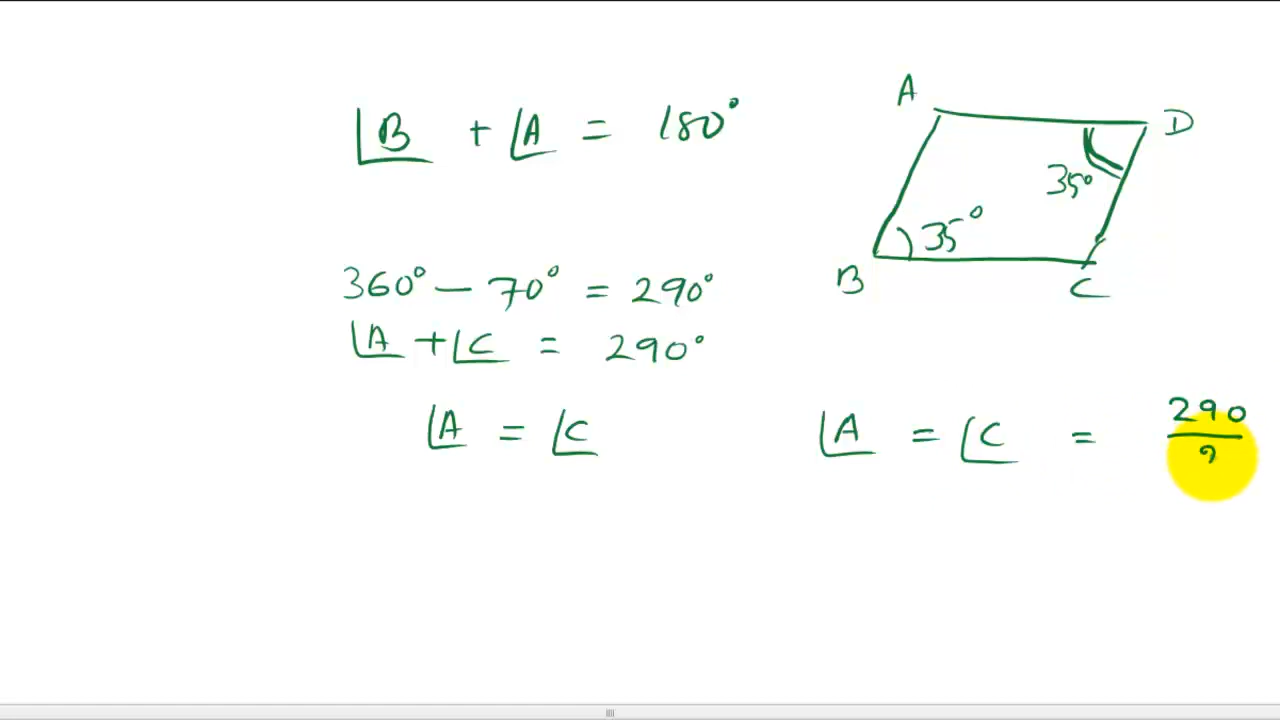 A
∠B + ∠A = 180°
D
35°
35°
B
C
360° - 70° = 290°
∠A + ∠C = 290°
∠A = ∠C
∠A = ∠C = 290